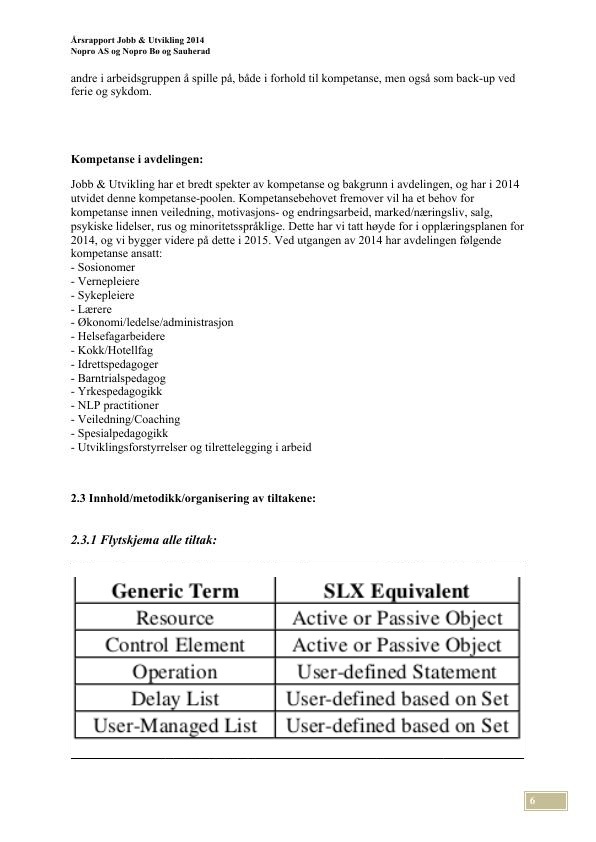 Årsrapport Jobb & Utvikling 2014
Nopro AS og Nopro Bø og Sauherad
andre i arbeidsgruppen å spille på, både i forhold til kompetanse, men også som back-up ved
ferie og sykdom.
Kompetanse i avdelingen:
Jobb & Utvikling har et bredt spekter av kompetanse og bakgrunn i avdelingen, og har i 2014
utvidet denne kompetanse-poolen. Kompetansebehovet fremover vil ha et behov for
kompetanse innen veiledning, motivasjons- og endringsarbeid, marked/næringsliv, salg,
psykiske lidelser, rus og minoritetsspråklige. Dette har vi tatt høyde for i opplæringsplanen for
2014, og vi bygger videre på dette i 2015. Ved utgangen av 2014 har avdelingen følgende
kompetanse ansatt:
- Sosionomer
- Vernepleiere
- Sykepleiere
- Lærere
- Økonomi/ledelse/administrasjon
- Helsefagarbeidere
- Kokk/Hotellfag
- Idrettspedagoger
- Barntrialspedagog
- Yrkespedagogikk
- NLP practitioner
- Veiledning/Coaching
- Spesialpedagogikk
- Utviklingsforstyrrelser og tilrettelegging i arbeid
2.3 Innhold/metodikk/organisering av tiltakene:
2.3.1 Flytskjema alle tiltak:
Generic Term SLX Equivalent
Resource Active or Passive Object
Control Element Active or Passive Object
Operation User-defined Statement
Delay List User-defined based on Set
User-Managed List User-defined based on Set
6